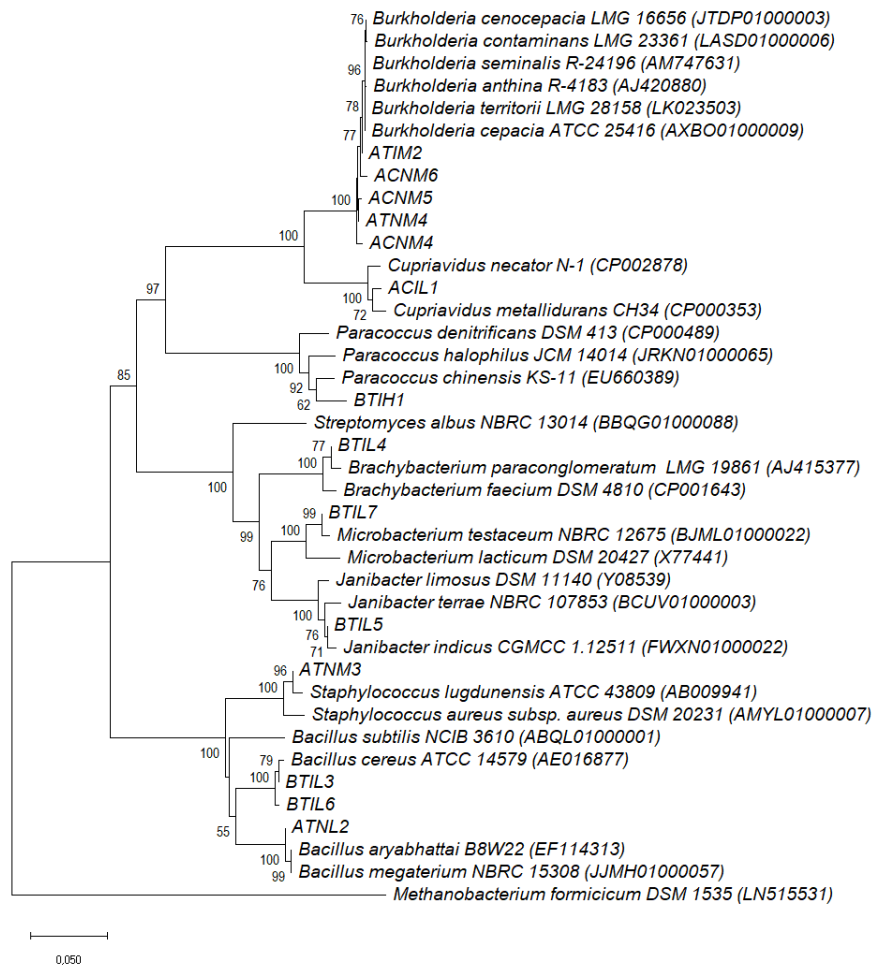 76 Burkholderia cenocepacia LMG 16656 (JTDP01000003)
Burkholderia contaminans LMG 23361 (LASD01000006)
96 Burkholderia seminalis R-24196 (AM747631)
Burkholderia anthina R-4183 (AJ420880)
78 Burkholderia territorii LMG 28158 (LK023503)
77 Burkholderia cepacia ATCC 25416 (AXBO01000009)
ATIM2
ACNM6
100 ACNM5
ATNM4
100 ACNM4
Cupriavidus necator N-1 (CP002878)
97 ACIL1
100
72 Cupriavidus metallidurans CH34 (CP000353)
Paracoccus denitrificans DSM 413 (CP000489)
100 Paracoccus halophilus JCM 14014 (JRKN01000065)
85 92 Paracoccus chinensis KS-11 (EU660389)
62 BTIH1
Streptomyces albus NBRC 13014 (BBQG01000088)
77 BTIL4
100 Brachybacterium paraconglomeratum LMG 19861 (AJ415377)
100 Brachybacterium faecium DSM 4810 (CP001643)
99 BTIL7
99 100 Microbacterium testaceum NBRC 12675 (BJML01000022)
Microbacterium lacticum DSM 20427 (X77441)
76 Janibacter limosus DSM 11140 (Y08539)
100 Janibacter terrae NBRC 107853 (BCUV01000003)
76 BTIL5
71 Janibacter indicus CGMCC 1.12511 (FWXN01000022)
96 ATNM3
100 Staphylococcus lugdunensis ATCC 43809 (AB009941)
Staphylococcus aureus subsp. aureus DSM 20231 (AMYL01000007)
100 Bacillus subtilis NCIB 3610 (ABQL01000001)
79 Bacillus cereus ATCC 14579 (AE016877)
100 BTIL3
BTIL6
55 ATNL2
Bacillus aryabhattai B8W22 (EF114313)
100
99 Bacillus megaterium NBRC 15308 (JJMH01000057)
Methanobacterium formicicum DSM 1535 (LN515531)
0,050